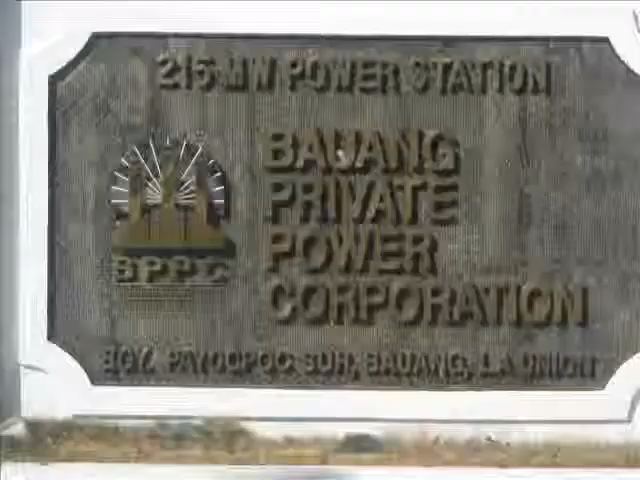 215 MW POWER STATION
BAUANG
PRIVATE
POWER
CORPORATION
BPPC
BGY. PAYOCPOC SUR, BAUANG, LA UNION